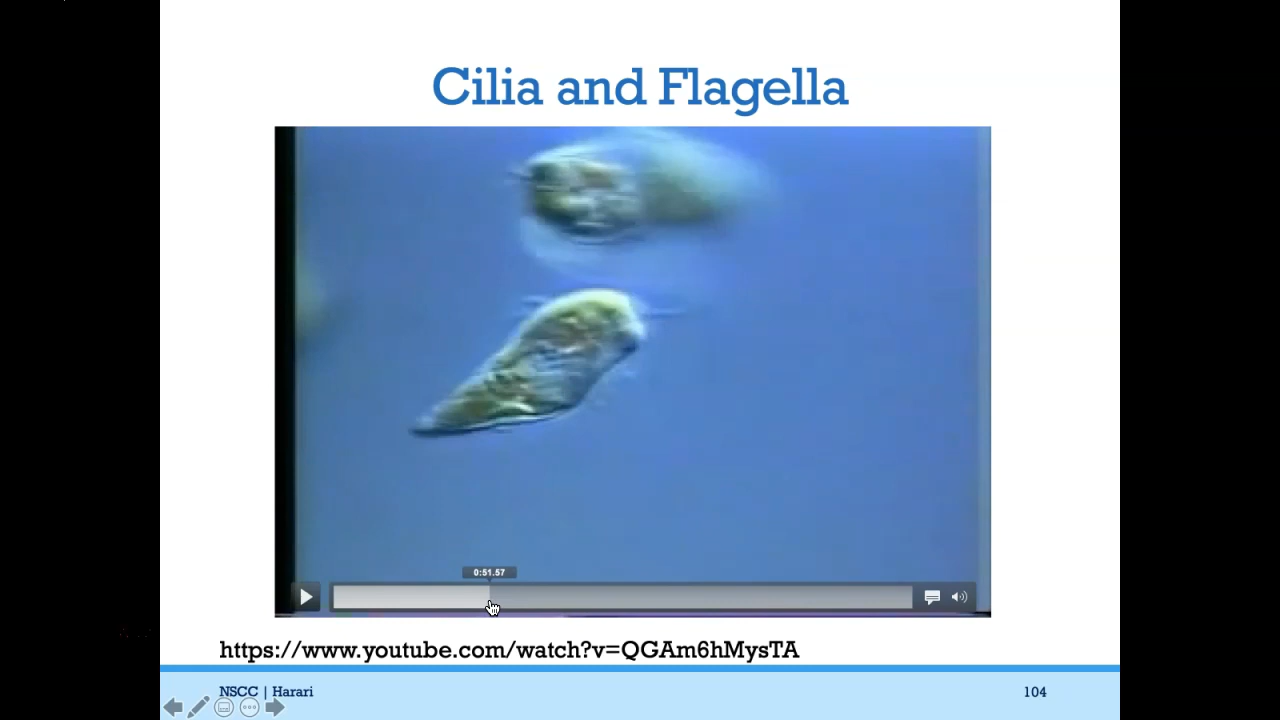 Cilia and Flagella
0:51.57
https://www.youtube.com/watch?v=QGAm6hMysTA
NSCC | Harari
104